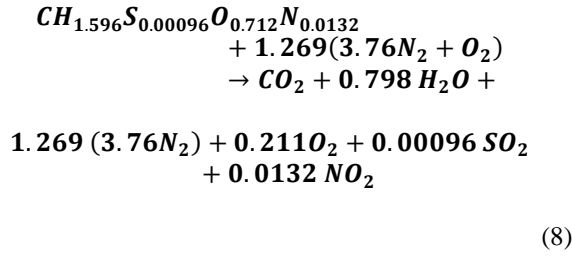 CH₁.₅₉₆S₀.₀₀₀₉₆O₀.₇₁₂N₀.₀₁₃₂
+ 1.269(3.76N₂ + O₂)
→ CO₂ + 0.798 H₂O +
1.269 (3.76N₂) + 0.211O₂ + 0.00096 SO₂
+ 0.0132 NO₂
(8)